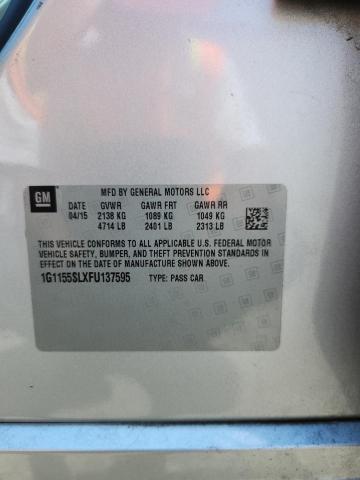 GM
MFD BY GENERAL MOTORS LLC
DATE GVWR GAWR FRT GAWR RR
04/15 2138 KG 1089 KG 1049 KG
4714 LB 2401 LB 2313 LB
THIS VEHICLE CONFORMS TO ALL APPLICABLE U.S. FEDERAL MOTOR
VEHICLE SAFETY, BUMPER, AND THEFT PREVENTION STANDARDS IN
EFFECT ON THE DATE OF MANUFACTURE SHOWN ABOVE.
1G1155SLXFU137595 TYPE: PASS CAR